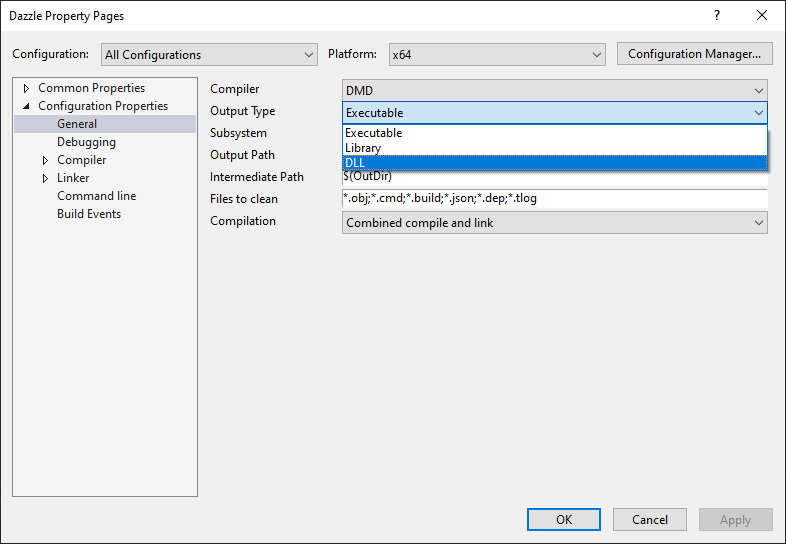 Dazzle Property Pages ?
Configuration: All Configurations Platform: x64 Configuration Manager...
Common Properties
Configuration Properties
General
Debugging
Compiler
Linker
Command line
Build Events
Compiler DMD
Output Type Executable
Subsystem
Executable
Library
DLL
Output Path
Intermediate Path $(OutDir)
Files to clean *.obj;*.cmd;*.build;*.json;*.dep;*.tlog
Compilation Combined compile and link
OK Cancel Apply